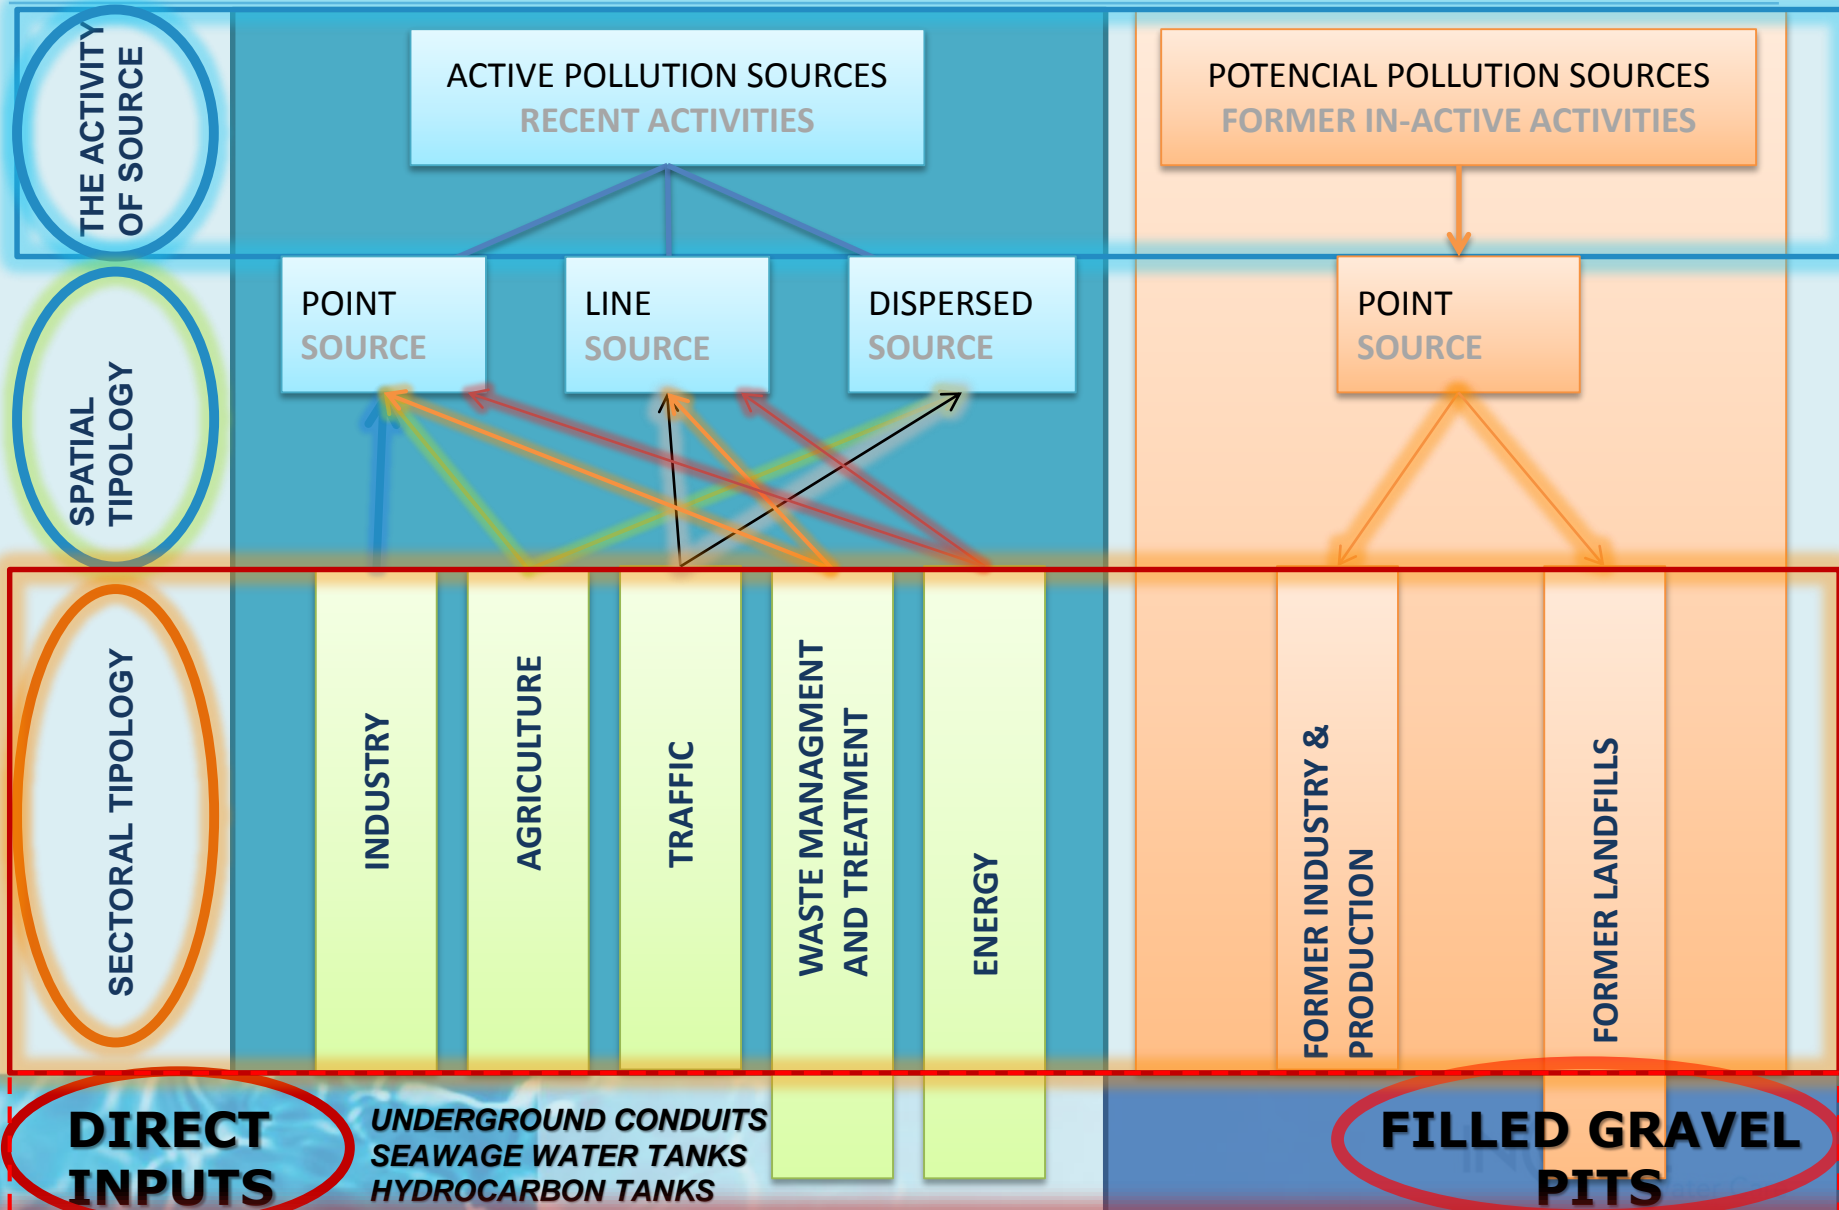 THE ACTIVITY
OF SOURCE
ACTIVE POLLUTION SOURCES
RECENT ACTIVITIES
POTENCIAL POLLUTION SOURCES
FORMER IN-ACTIVE ACTIVITIES
SPATIAL
TIPOLOGY
POINT
SOURCE
LINE
SOURCE
DISPERSED
SOURCE
POINT
SOURCE
SECTORAL TIPOLOGY
INDUSTRY
AGRICULTURE
TRAFFIC
WASTE MANAGMENT
AND TREATMENT
ENERGY
FORMER INDUSTRY &
PRODUCTION
FORMER LANDFILLS
DIRECT
INPUTS
UNDERGROUND CONDUITS
SEAWAGE WATER TANKS
HYDROCARBON TANKS
FILLED GRAVEL
PITS